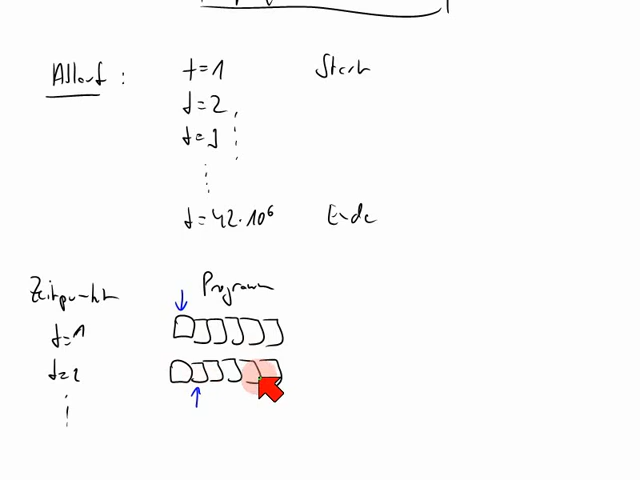 Ablauf : t=1 Start
t=2
t=3
t=42·10⁶ Ende
Zeitpunkt Programm
t=1
t=2